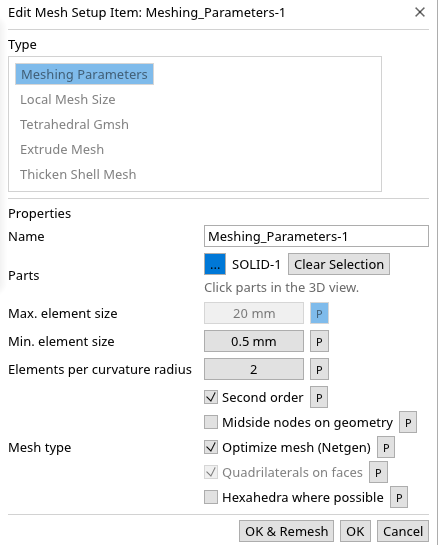 Edit Mesh Setup Item: Meshing_Parameters-1
Type
Meshing Parameters
Local Mesh Size
Tetrahedral Gmsh
Extrude Mesh
Thicken Shell Mesh
Properties
Name Meshing_Parameters-1
Parts ... SOLID-1 Clear Selection
Click parts in the 3D view.
Max. element size 20 mm P
Min. element size 0.5 mm P
Elements per curvature radius 2 P
Second order P
Midside nodes on geometry P
Mesh type Optimize mesh (Netgen) P
Quadrilaterals on faces P
Hexahedra where possible P
OK & Remesh OK Cancel